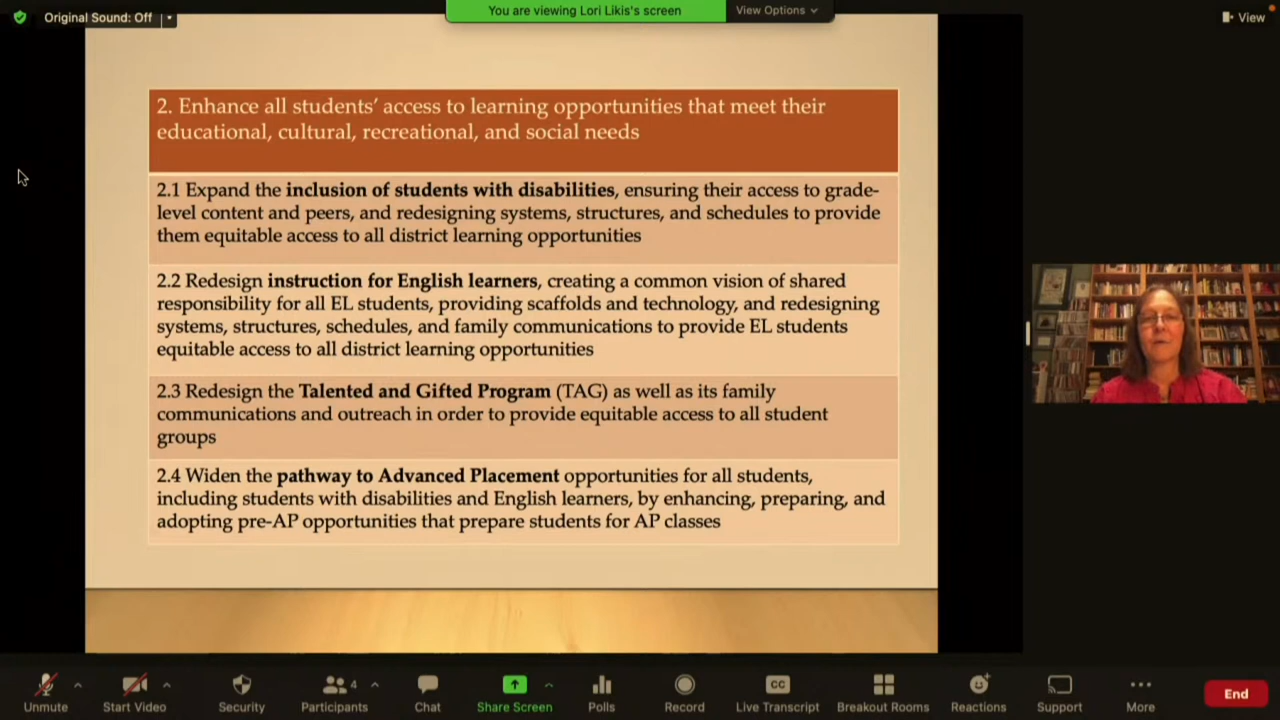 Original Sound: Off
You are viewing Lori Likis's screen
View Options
View
2. Enhance all students’ access to learning opportunities that meet their
educational, cultural, recreational, and social needs
2.1 Expand the inclusion of students with disabilities, ensuring their access to grade-
level content and peers, and redesigning systems, structures, and schedules to provide
them equitable access to all district learning opportunities
2.2 Redesign instruction for English learners, creating a common vision of shared
responsibility for all EL students, providing scaffolds and technology, and redesigning
systems, structures, schedules, and family communications to provide EL students
equitable access to all district learning opportunities
2.3 Redesign the Talented and Gifted Program (TAG) as well as its family
communications and outreach in order to provide equitable access to all student
groups
2.4 Widen the pathway to Advanced Placement opportunities for all students,
including students with disabilities and English learners, by enhancing, preparing, and
adopting pre-AP opportunities that prepare students for AP classes
4
CC
Unmute
Start Video
Security
Participants
Chat
Share Screen
Polls
Record
Live Transcript
Breakout Rooms
Reactions
Support
More
End